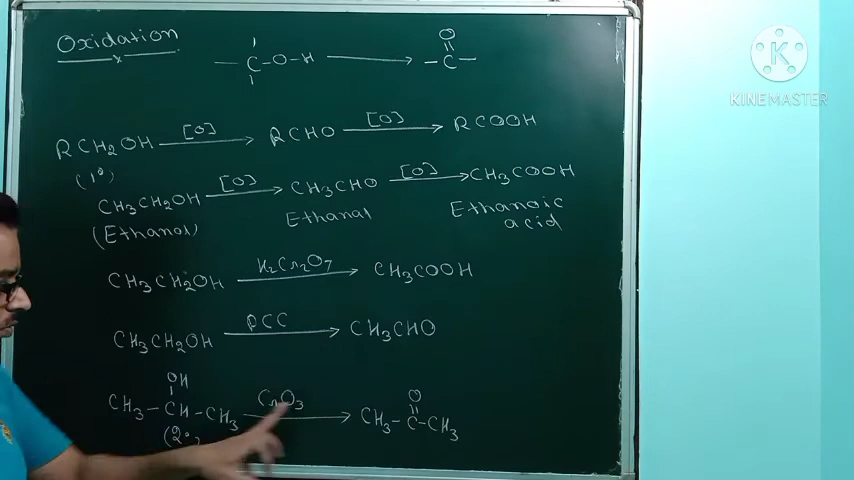 Oxidation
-C-O-H → O
-C-
RCH2OH [O] → RCHO [O] → RCOOH
(1°)
CH3CH2OH [O] → CH3CHO [O] → CH3COOH
(Ethanol) Ethanal Ethanoic
acid
CH3CH2OH K2Cr2O7 → CH3COOH
CH3CH2OH PCC → CH3CHO
OH O
CH3-CH-CH3 CrO3 → CH3-C-CH3
(2°)
KINEMASTER